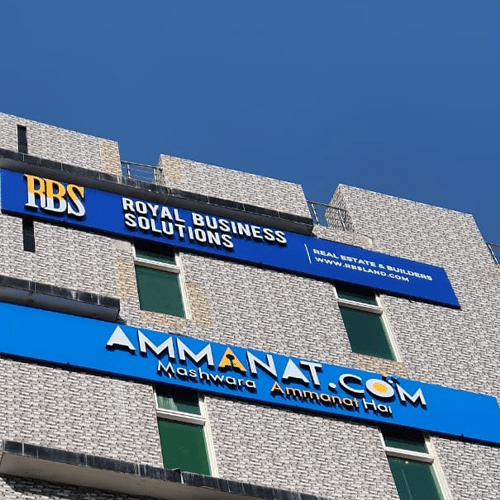 RBS
ROYAL BUSINESS
SOLUTIONS
REAL ESTATE & BUILDERS
WWW.RBSLAND.COM
AMMANAT.COM
Mashwara Ammanat Hai